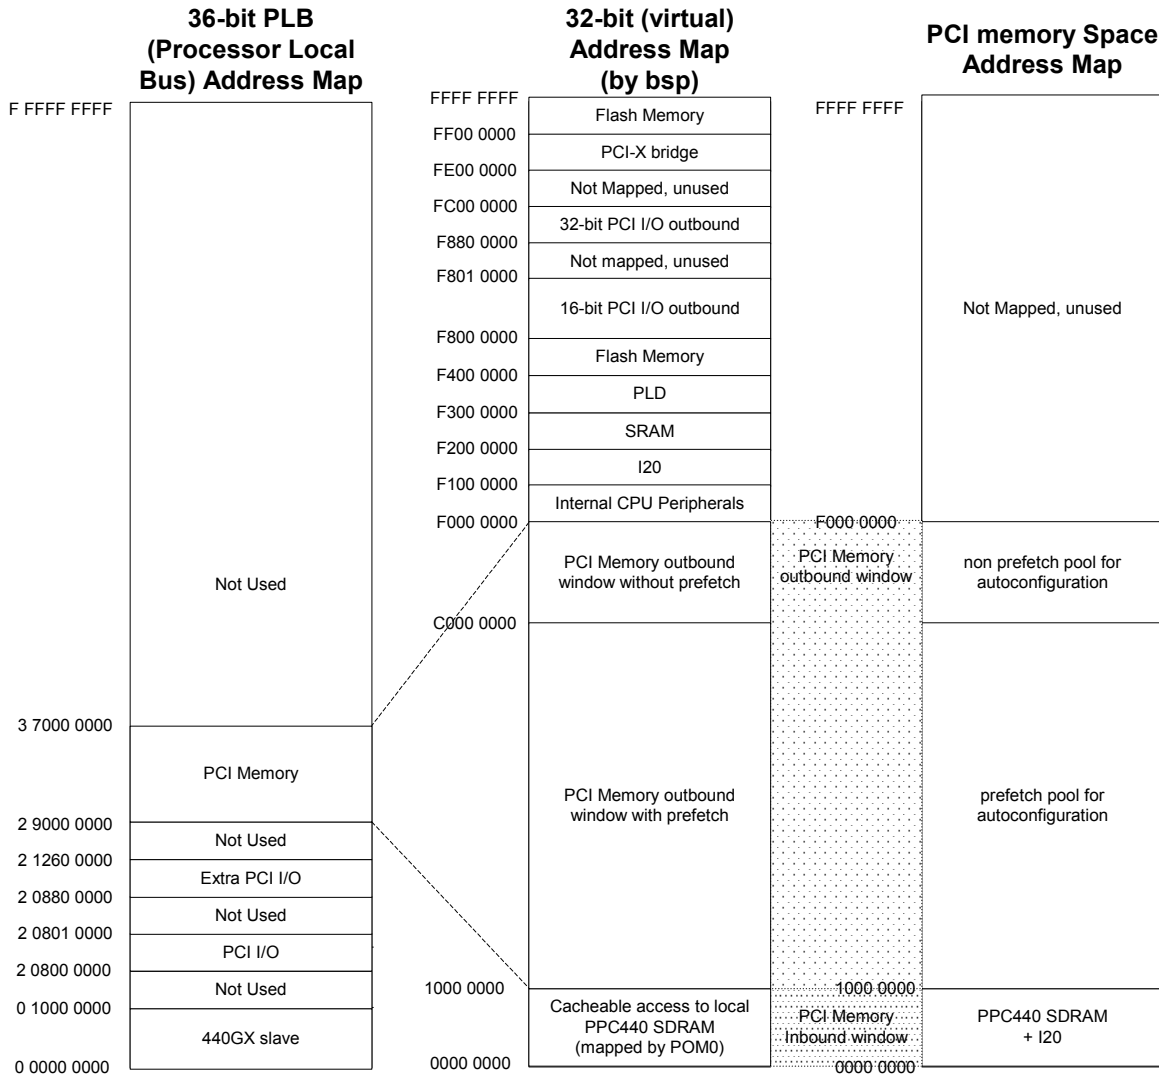 36-bit PLB
(Processor Local
Bus) Address Map
F FFFF FFFF
Not Used
3 7000 0000
PCI Memory
2 9000 0000
Not Used
2 1260 0000
Extra PCI I/O
2 0880 0000
Not Used
2 0801 0000
PCI I/O
2 0800 0000
Not Used
0 1000 0000
440GX slave
0 0000 0000
32-bit (virtual)
Address Map
(by bsp)
FFFF FFFF
Flash Memory
FF00 0000
PCI-X bridge
FE00 0000
Not Mapped, unused
FC00 0000
32-bit PCI I/O outbound
F880 0000
Not mapped, unused
F801 0000
16-bit PCI I/O outbound
F800 0000
Flash Memory
F400 0000
PLD
F300 0000
SRAM
F200 0000
I20
F100 0000
Internal CPU Peripherals
F000 0000
PCI Memory outbound
window without prefetch
C000 0000
PCI Memory outbound
window with prefetch
1000 0000
Cacheable access to local
PPC440 SDRAM
(mapped by POM0)
0000 0000
PCI memory Space
Address Map
FFFF FFFF
Not Mapped, unused
F000 0000
PCI Memory
outbound window
non prefetch pool for
autoconfiguration
prefetch pool for
autoconfiguration
1000 0000
PCI Memory
Inbound window
PPC440 SDRAM
+ I20
0000 0000